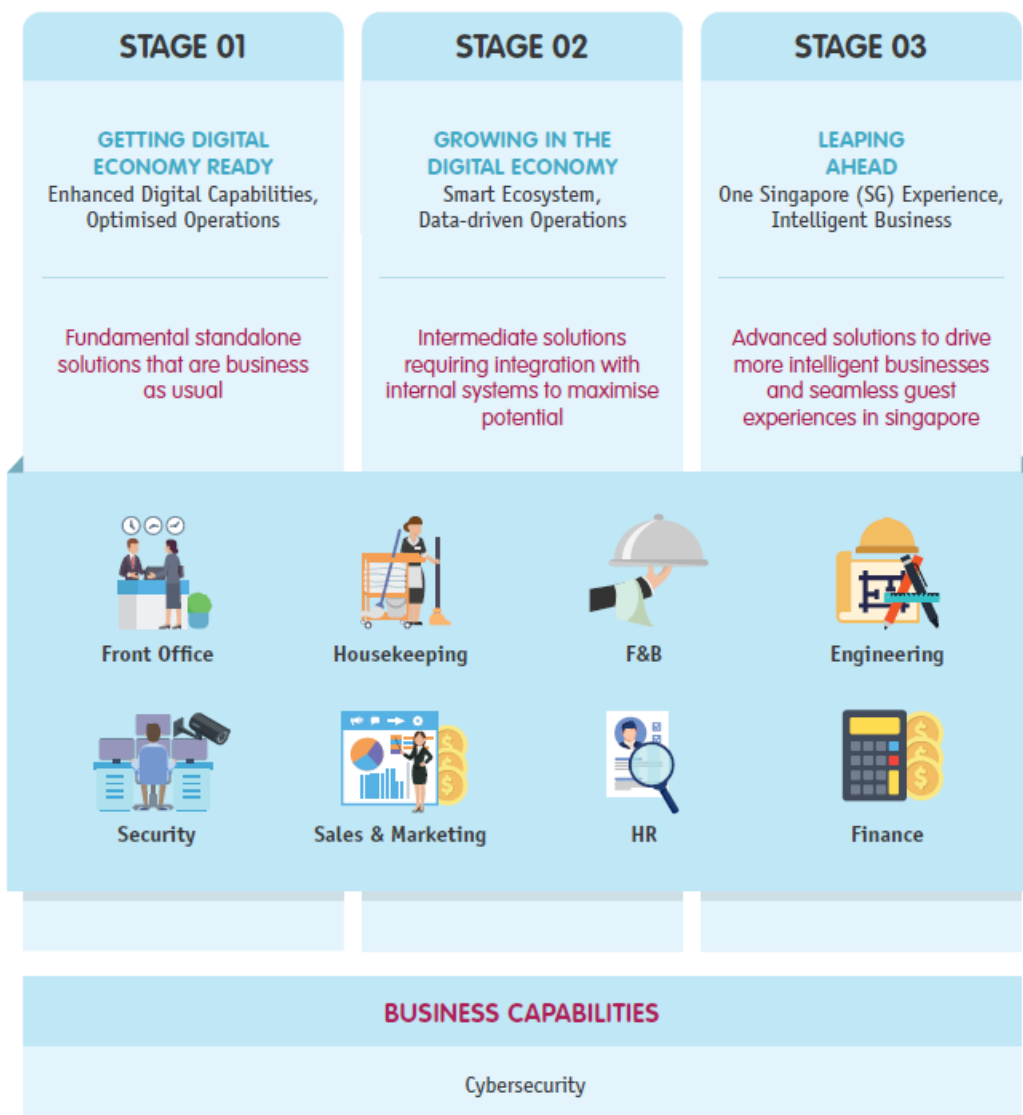 STAGE 01
GETTING DIGITAL
ECONOMY READY
Enhanced Digital Capabilities,
Optimised Operations
Fundamental standalone
solutions that are business
as usual
STAGE 02
GROWING IN THE
DIGITAL ECONOMY
Smart Ecosystem,
Data-driven Operations
Intermediate solutions
requiring integration with
internal systems to maximise
potential
STAGE 03
LEAPING
AHEAD
One Singapore (SG) Experience,
Intelligent Business
Advanced solutions to drive
more intelligent businesses
and seamless guest
experiences in singapore
Front Office
Housekeeping
F&B
Engineering
Security
Sales & Marketing
HR
Finance
BUSINESS CAPABILITIES
Cybersecurity